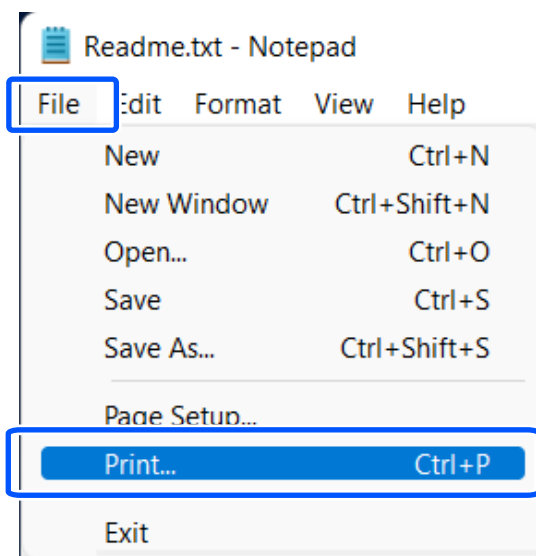 Readme.txt - Notepad
File Edit Format View Help
New Ctrl+N
New Window Ctrl+Shift+N
Open... Ctrl+O
Save Ctrl+S
Save As... Ctrl+Shift+S
Page Setup...
Print... Ctrl+P
Exit